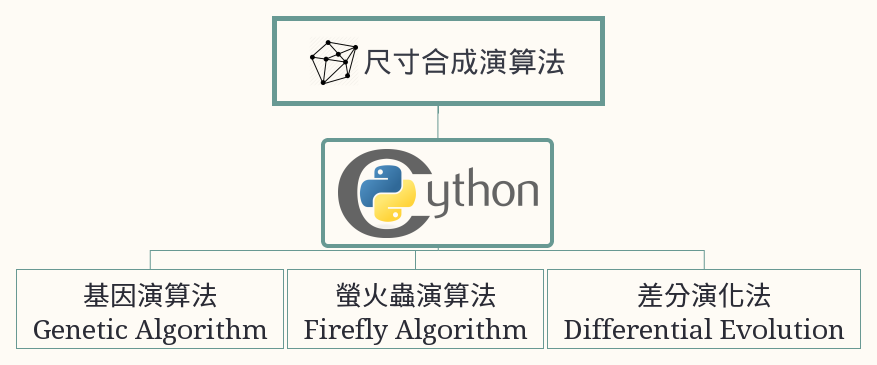 尺寸合成演算法
Cython
基因演算法
Genetic Algorithm
螢火蟲演算法
Firefly Algorithm
差分演化法
Differential Evolution